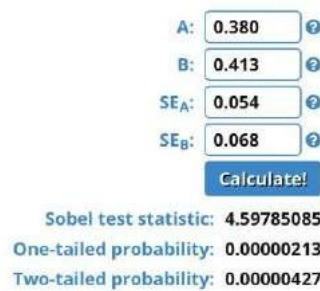 A: 0.380 ?
B: 0.413 ?
SEA: 0.054 ?
SEB: 0.068 ?
Calculate!
Sobel test statistic: 4.59785085
One-tailed probability: 0.00000213
Two-tailed probability: 0.00000427